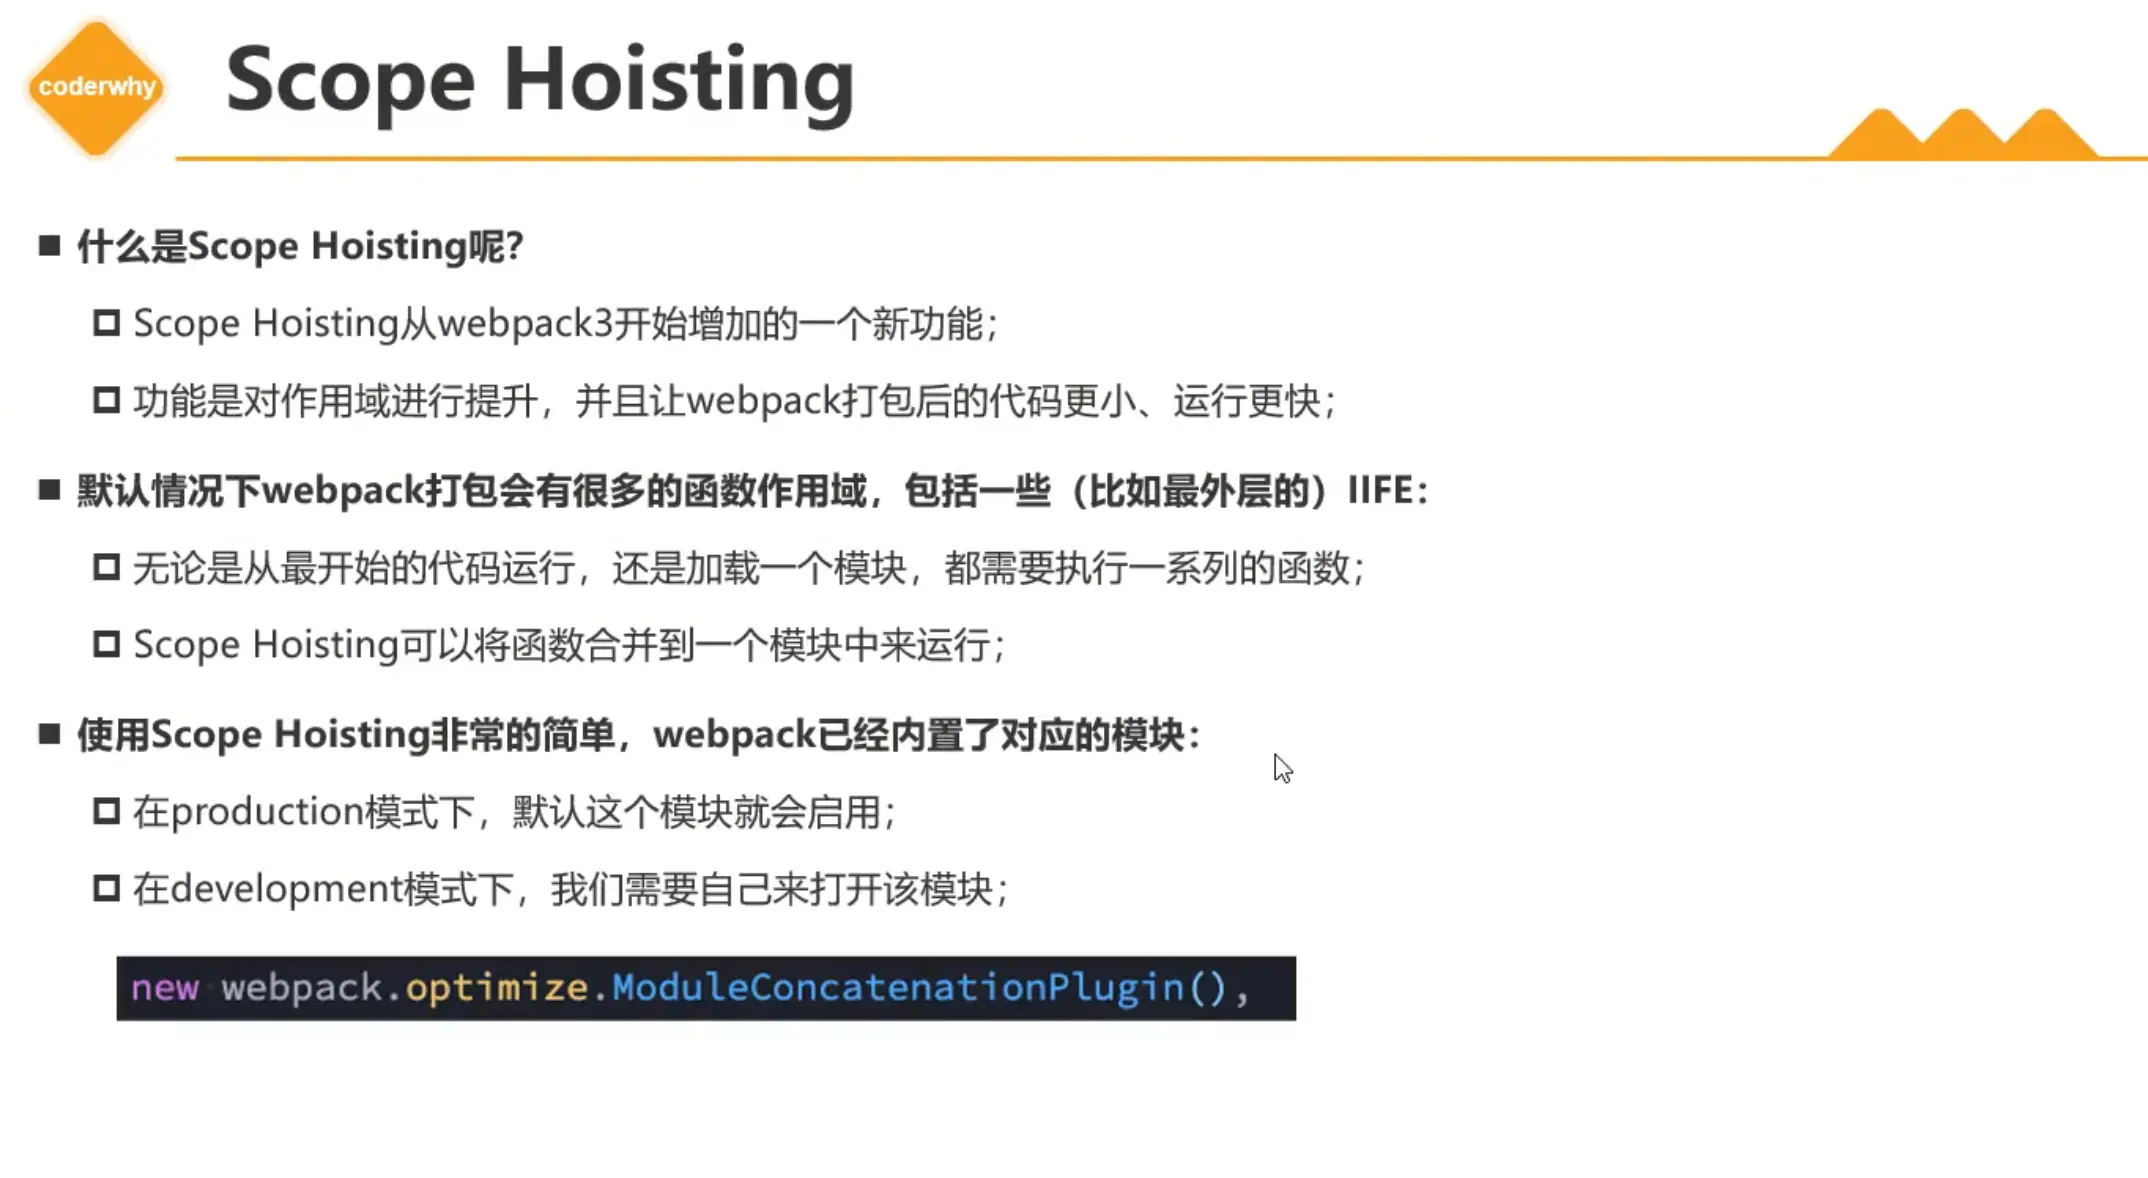 coderwhy
Scope Hoisting
什么是Scope Hoisting呢?
Scope Hoisting从webpack3开始增加的一个新功能；
功能是对作用域进行提升，并且让webpack打包后的代码更小、运行更快；
默认情况下webpack打包会有很多的函数作用域，包括一些（比如最外层的）IIFE：
无论是从最开始的代码运行，还是加载一个模块，都需要执行一系列的函数；
Scope Hoisting可以将函数合并到一个模块中来运行；
使用Scope Hoisting非常的简单，webpack已经内置了对应的模块：
在production模式下，默认这个模块就会启用；
在development模式下，我们需要自己来打开该模块；
new webpack.optimize.ModuleConcatenationPlugin(),